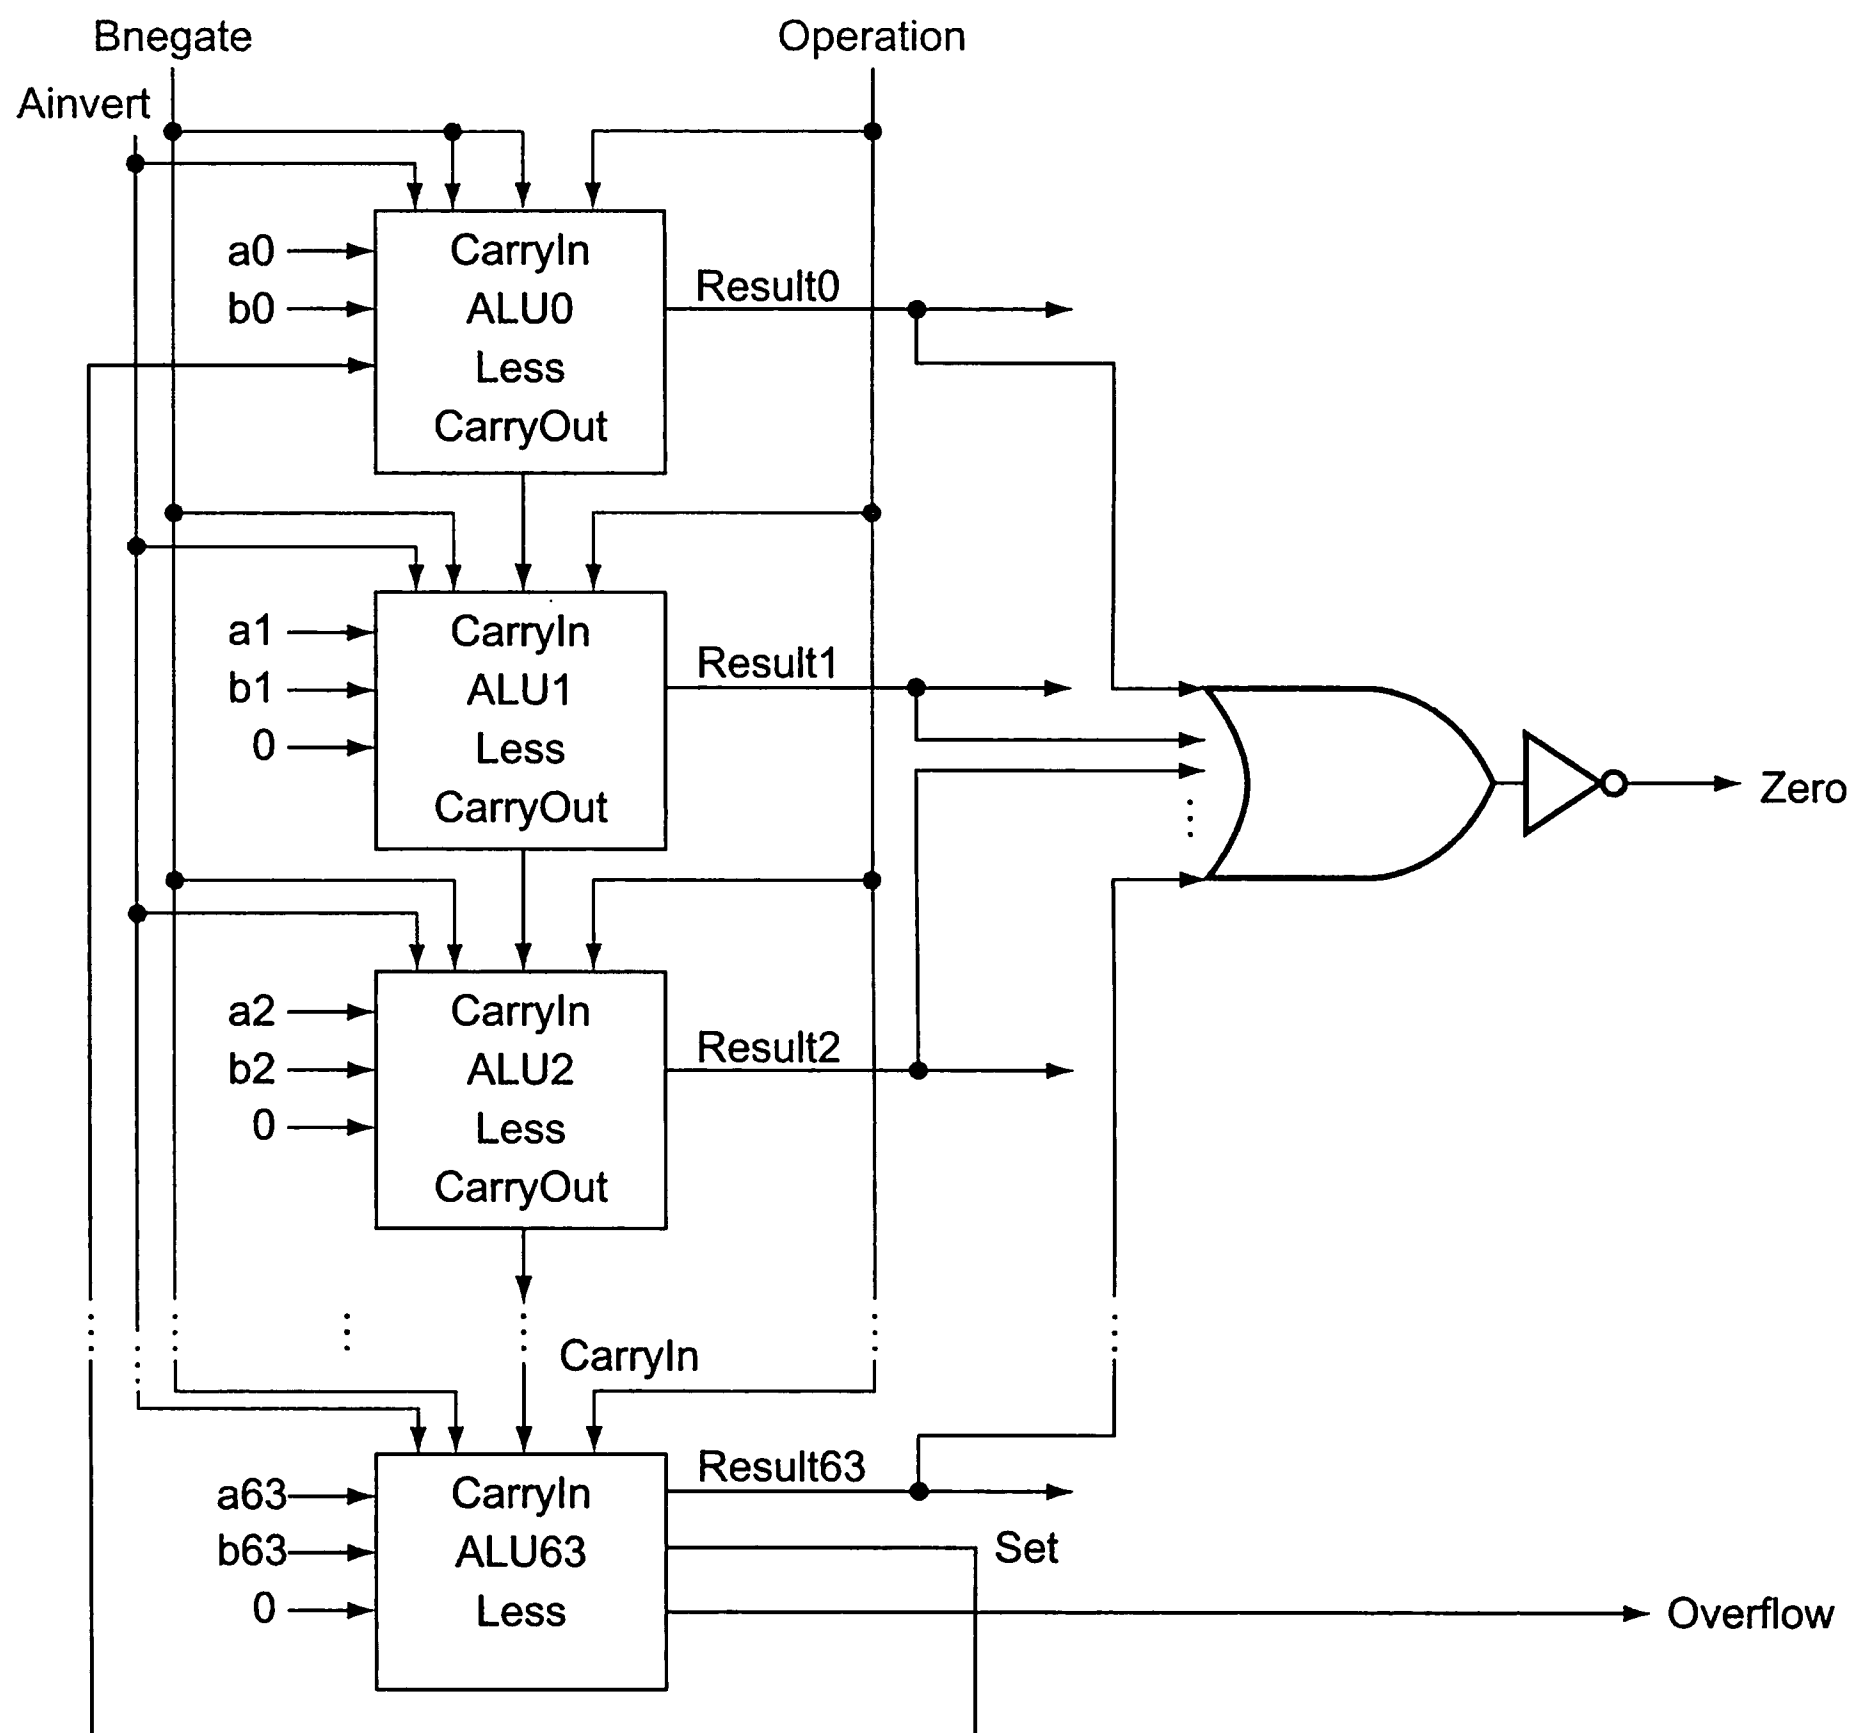 Bnegate
Operation
Ainvert
a0
CarryIn
b0
ALU0
Result0
Less
CarryOut
a1
CarryIn
b1
ALU1
Result1
0
Less
CarryOut
Zero
a2
CarryIn
b2
ALU2
Result2
0
Less
CarryOut
CarryIn
a63
CarryIn
Result63
b63
ALU63
Set
0
Less
Overflow